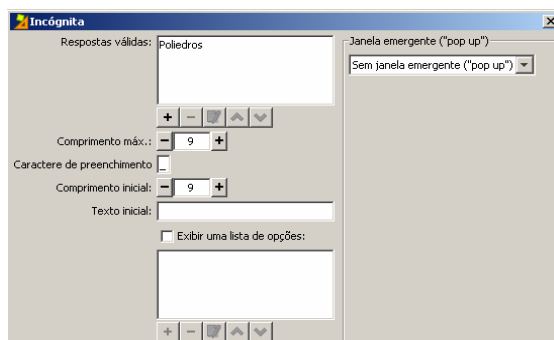 Incógnita
Respostas válidas:
Poliedros
Comprimento máx.:
9
Caractere de preenchimento
_
Comprimento inicial:
9
Texto inicial:
Exibir uma lista de opções:
Janela emergente ("pop up")
Sem janela emergente ("pop up")